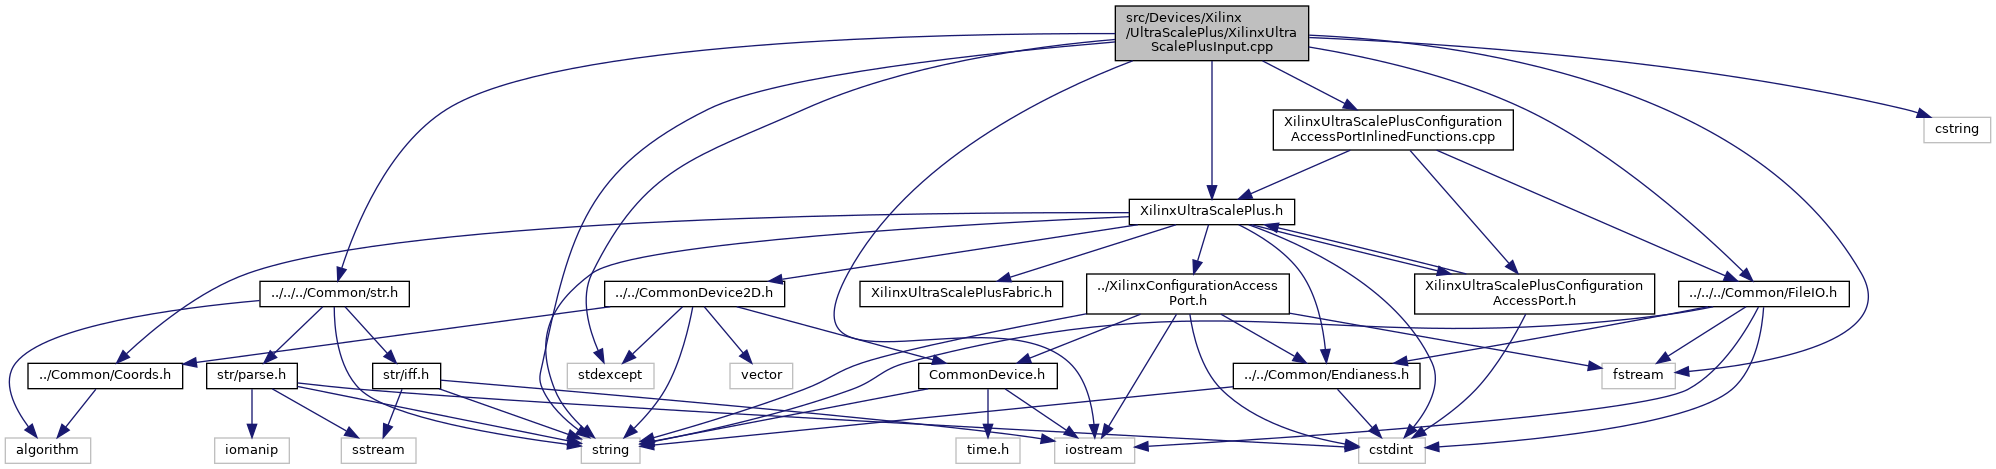 src/Devices/Xilinx
/UltraScalePlus/XilinxUltra
ScalePlusInput.cpp
XilinxUltraScalePlusConfiguration
AccessPortInlinedFunctions.cpp
cstring
XilinxUltraScalePlus.h
../../../Common/str.h
../../CommonDevice2D.h
XilinxUltraScalePlusFabric.h
../XilinxConfigurationAccess
Port.h
XilinxUltraScalePlusConfiguration
AccessPort.h
../../../Common/FileIO.h
../Common/Coords.h
str/parse.h
str/iff.h
stdexcept
vector
CommonDevice.h
../../Common/Endianess.h
fstream
algorithm
iomanip
sstream
string
time.h
iostream
cstdint